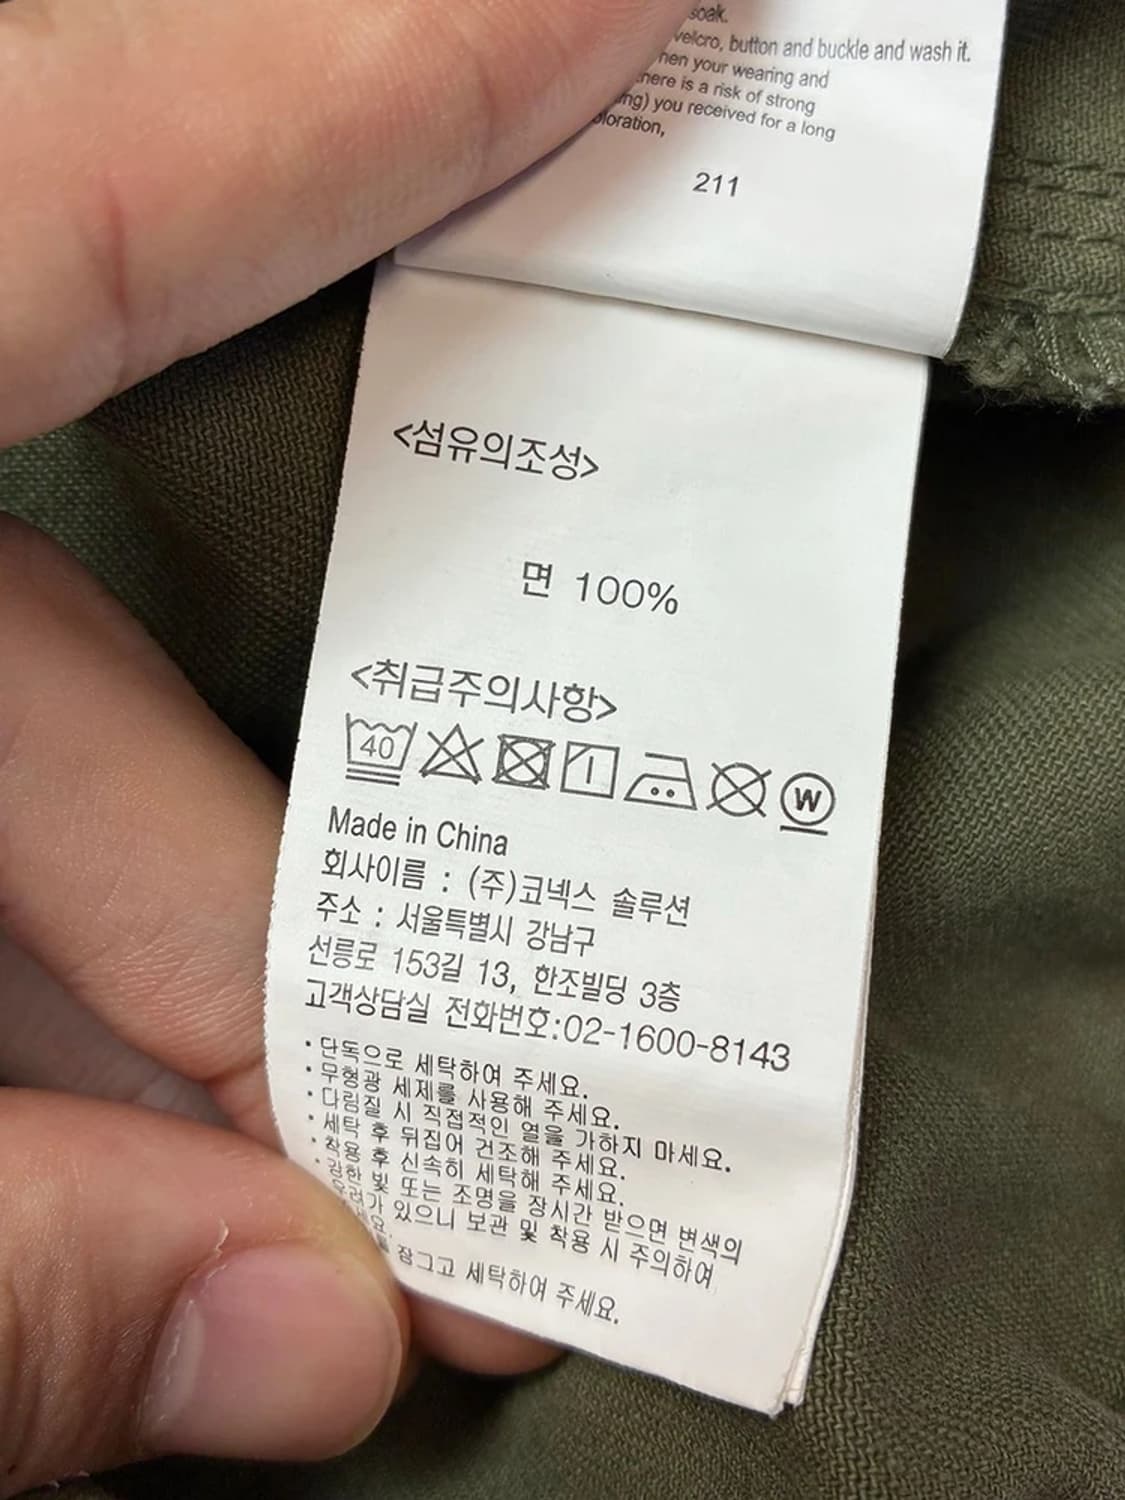 soak.
velcro, button and buckle and wash it.
your wearing and
there is a risk of strong
you received for a long
211
<섬유의조성>
면 100%
<취급주의사항>
40
W
Made in China
회사이름 : (주)코넥스 솔루션
주소 : 서울특별시 강남구
선릉로 153길 13, 한조빌딩 3층
고객상담실 전화번호:02-1600-8143
· 단독으로 세탁하여 주세요.
· 무형광 세제를 사용해 주세요.
· 다림질 시 직접적인 열을 가하지 마세요.
· 세탁 후 뒤집어 건조해 주세요.
· 착용 후 신속히 세탁해 주세요.
· 강한 빛 또는 조명을 장시간 받으면 변색의
우려가 있으니 보관 및 착용 시 주의하여
잠그고 세탁하여 주세요.